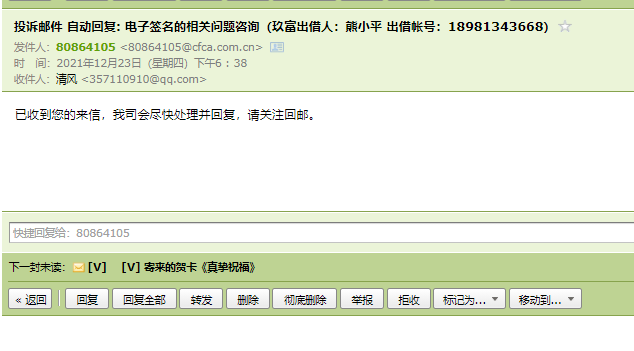 投诉邮件 自动回复: 电子签名的相关问题咨询（玖富出借人：熊小平 出借帐号：18981343668）
发件人：80864105 <80864105@cfca.com.cn>
时 间：2021年12月23日（星期四）下午6：38
收件人：清风 <357110910@qq.com>
已收到您的来信，我司会尽快处理并回复，请关注回邮。
快捷回复给：80864105
下一封未读： [V] [V] 寄来的贺卡《真挚祝福》
« 返回 回复 回复全部 转发 删除 彻底删除 举报 拒收 标记为... 移动到...